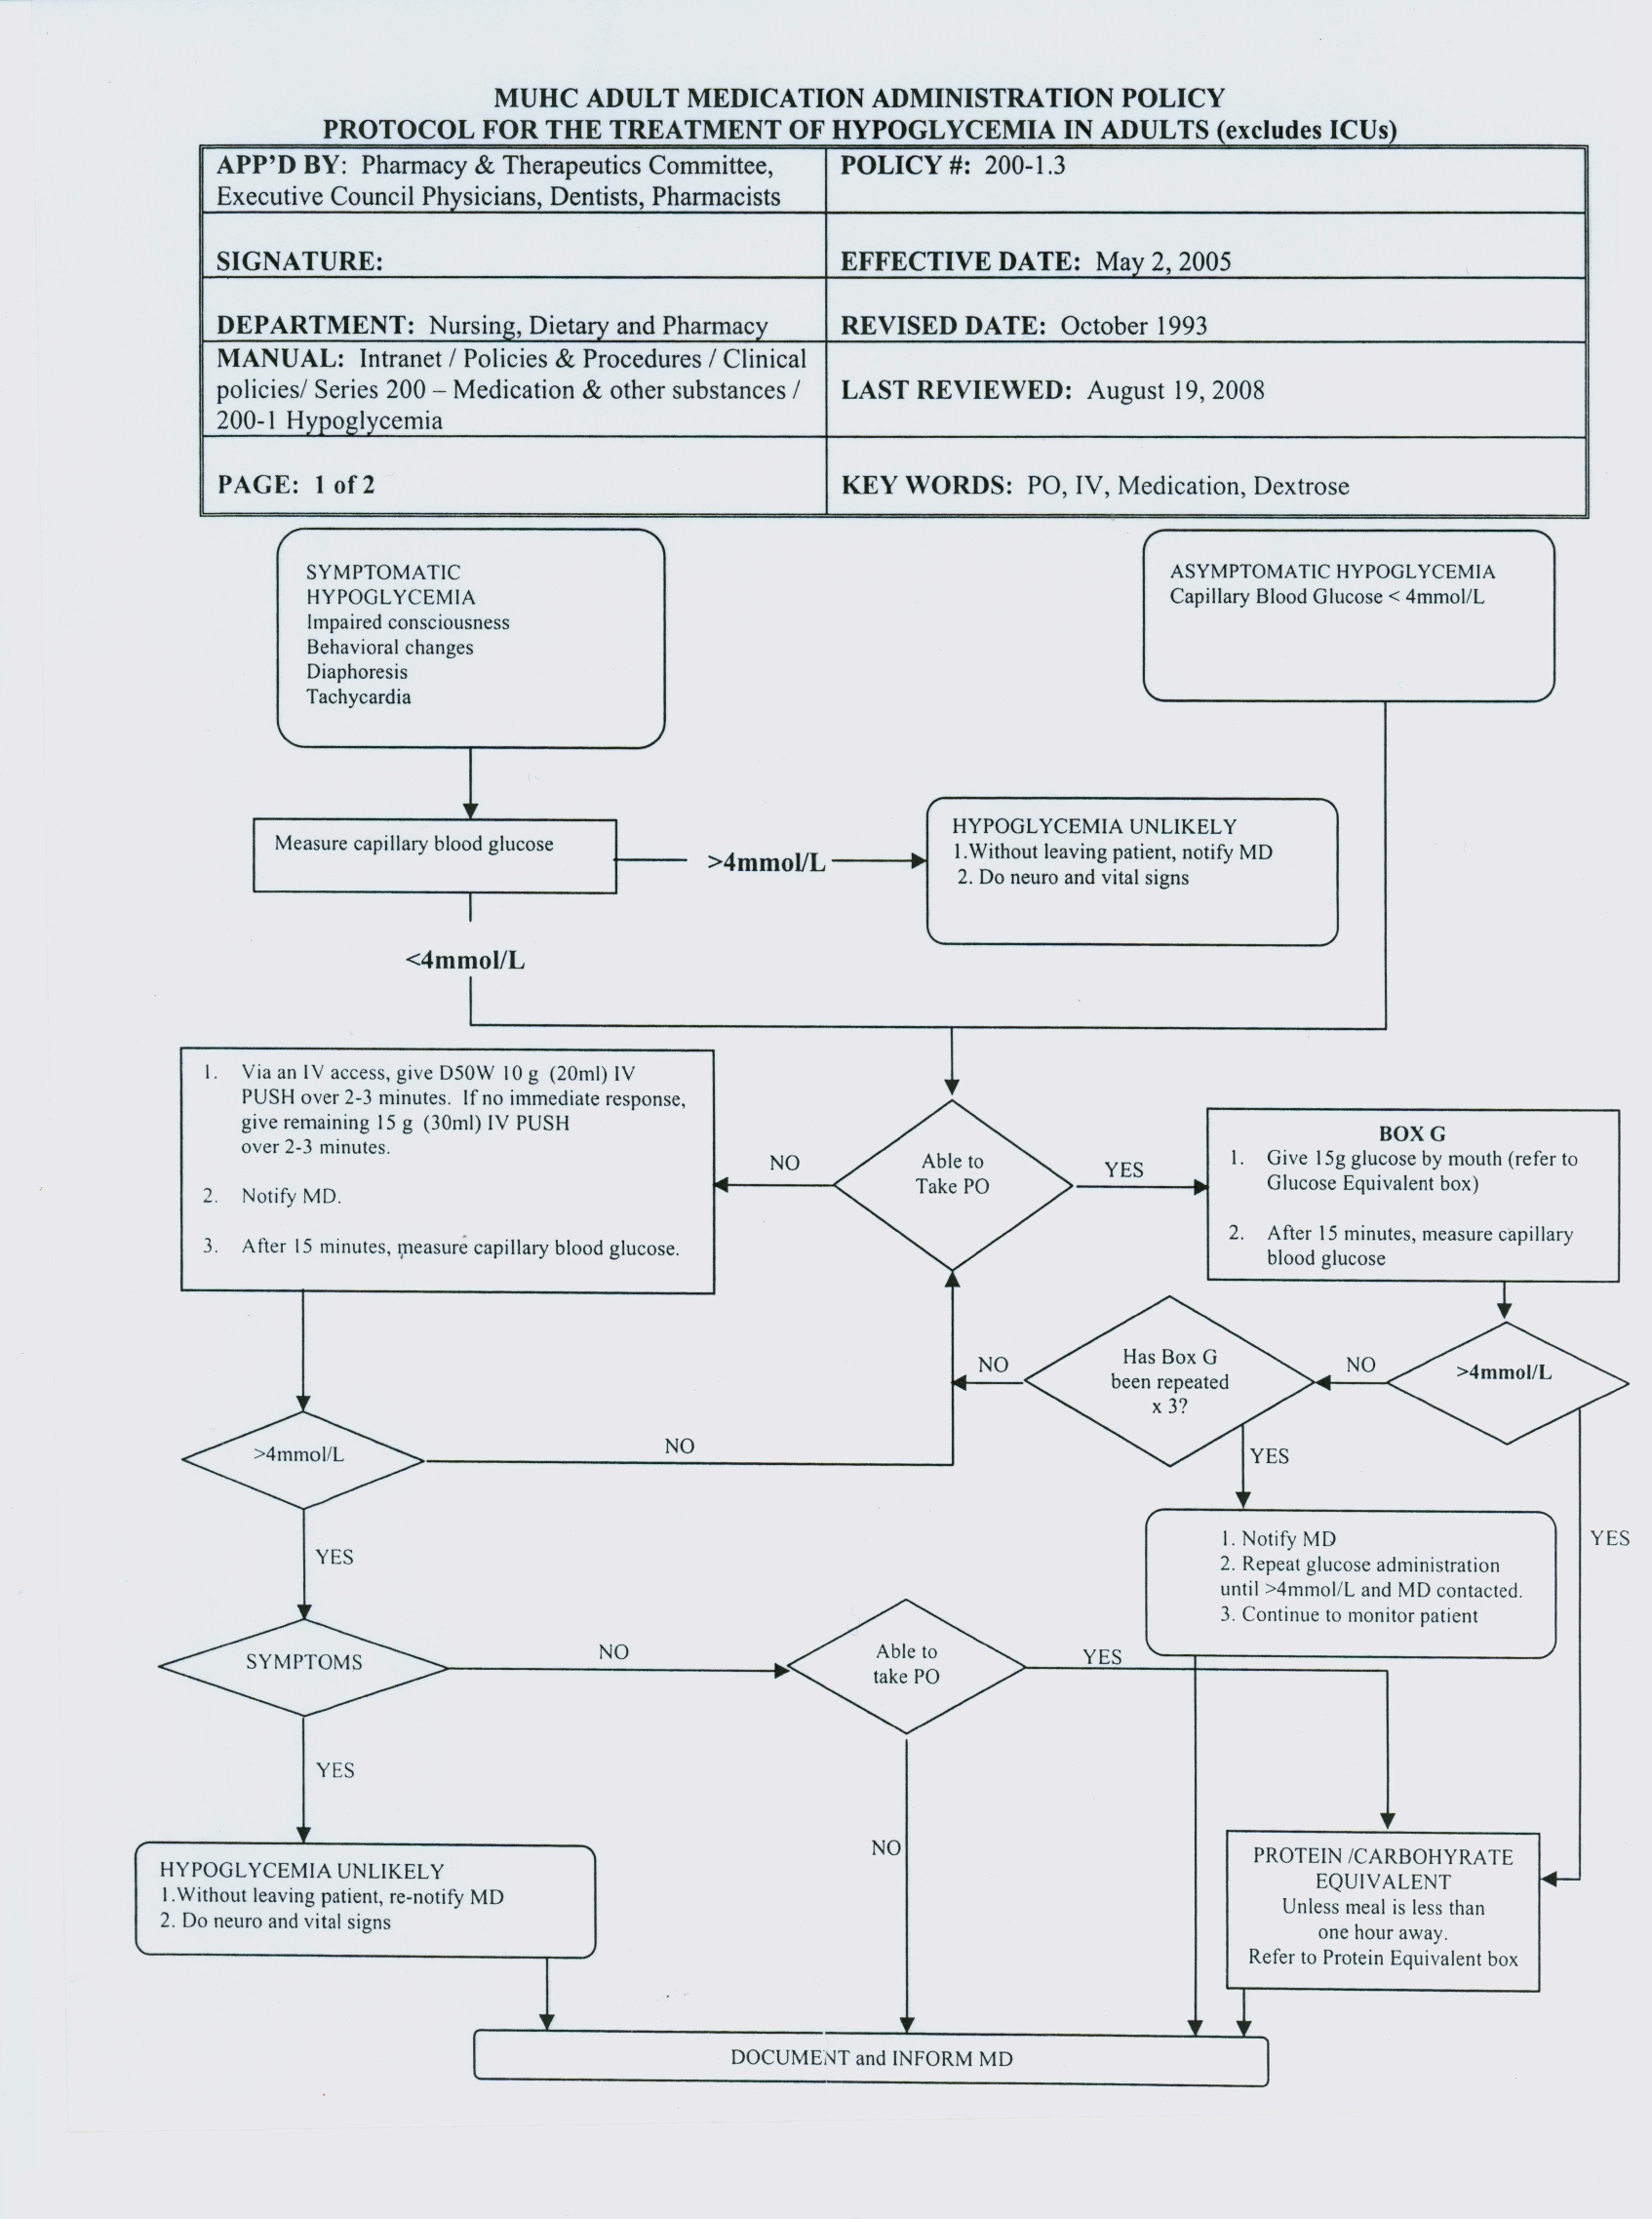 MUHC ADULT MEDICATION ADMINISTRATION POLICY
PROTOCOL FOR THE TREATMENT OF HYPOGLYCEMIA IN ADULTS (excludes ICUs)
APP'D BY: Pharmacy & Therapeutics Committee,
Executive Council Physicians, Dentists, Pharmacists
POLICY #: 200-1.3
SIGNATURE:
EFFECTIVE DATE: May 2, 2005
DEPARTMENT: Nursing, Dietary and Pharmacy
REVISED DATE: October 1993
MANUAL: Intranet / Policies & Procedures / Clinical
policies/ Series 200 – Medication & other substances /
200-1 Hypoglycemia
LAST REVIEWED: August 19, 2008
PAGE: 1 of 2
KEY WORDS: PO, IV, Medication, Dextrose
SYMPTOMATIC
HYPOGLYCEMIA
Impaired consciousness
Behavioral changes
Diaphoresis
Tachycardia
ASYMPTOMATIC HYPOGLYCEMIA
Capillary Blood Glucose < 4mmol/L
Measure capillary blood glucose
>4mmol/L
HYPOGLYCEMIA UNLIKELY
1.Without leaving patient, notify MD
2. Do neuro and vital signs
<4mmol/L
1. Via an IV access, give D50W 10 g (20ml) IV
PUSH over 2-3 minutes. If no immediate response,
give remaining 15 g (30ml) IV PUSH
over 2-3 minutes.
2. Notify MD.
3. After 15 minutes, measure capillary blood glucose.
NO
Able to
Take PO
YES
BOX G
1. Give 15g glucose by mouth (refer to
Glucose Equivalent box)
2. After 15 minutes, measure capillary
blood glucose
>4mmol/L
NO
Has Box G
been repeated
x 3?
NO
>4mmol/L
NO
YES
YES
1. Notify MD
2. Repeat glucose administration
until >4mmol/L and MD contacted.
3. Continue to monitor patient
YES
YES
SYMPTOMS
NO
Able to
take PO
YES
YES
NO
HYPOGLYCEMIA UNLIKELY
1.Without leaving patient, re-notify MD
2. Do neuro and vital signs
PROTEIN /CARBOHYRATE
EQUIVALENT
Unless meal is less than
one hour away.
Refer to Protein Equivalent box
DOCUMENT and INFORM MD